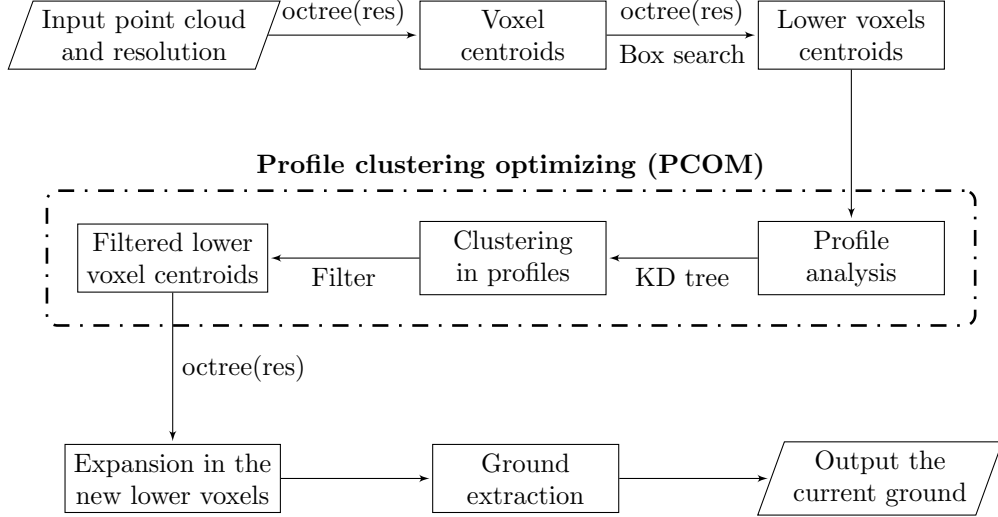 Input point cloud
and resolution
octree(res)
Voxel
centroids
octree(res)
Box search
Lower voxels
centroids
Profile clustering optimizing (PCOM)
Profile
analysis
KD tree
Clustering
in profiles
Filter
Filtered lower
voxel centroids
octree(res)
Expansion in the
new lower voxels
Ground
extraction
Output the
current ground